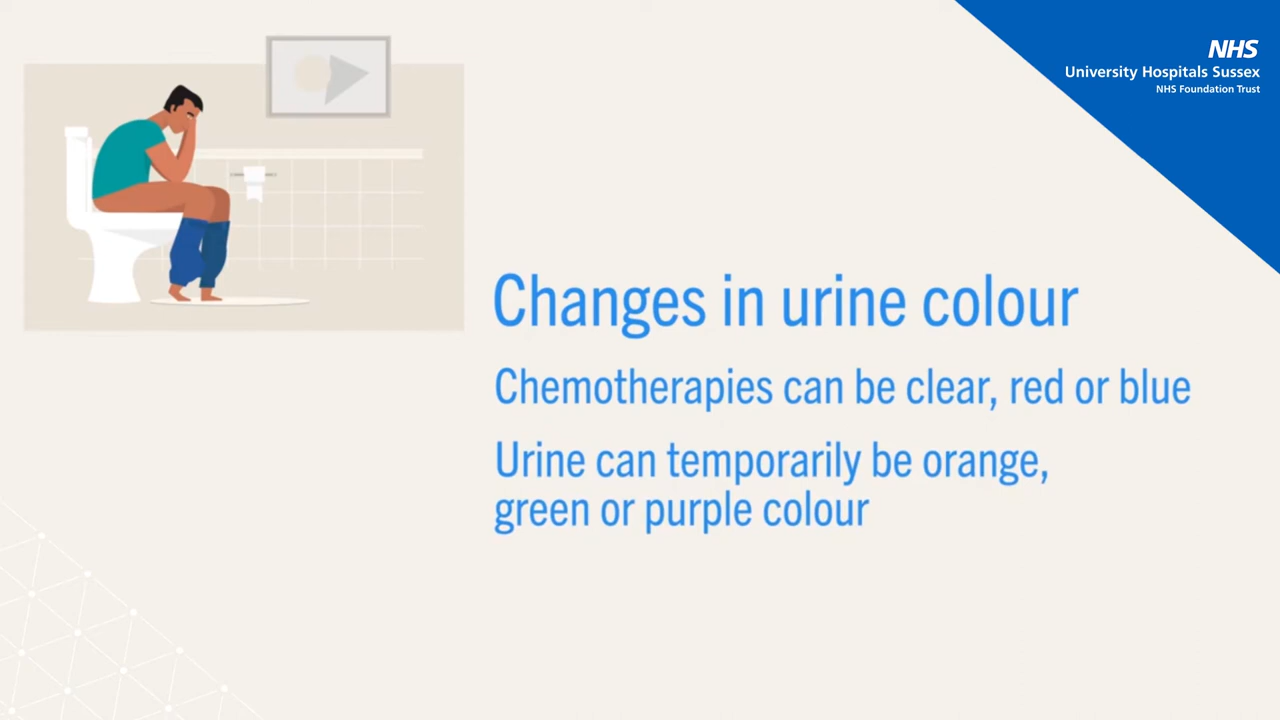 NHS
University Hospitals Sussex
NHS Foundation Trust
Changes in urine colour
Chemotherapies can be clear, red or blue
Urine can temporarily be orange,
green or purple colour